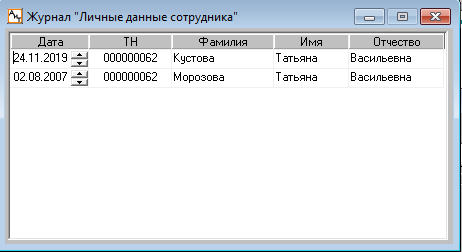 Журнал "Личные данные сотрудника"
Дата ТН Фамилия Имя Отчество
24.11.2019 000000062 Кустова Татьяна Васильевна
02.08.2007 000000062 Морозова Татьяна Васильевна